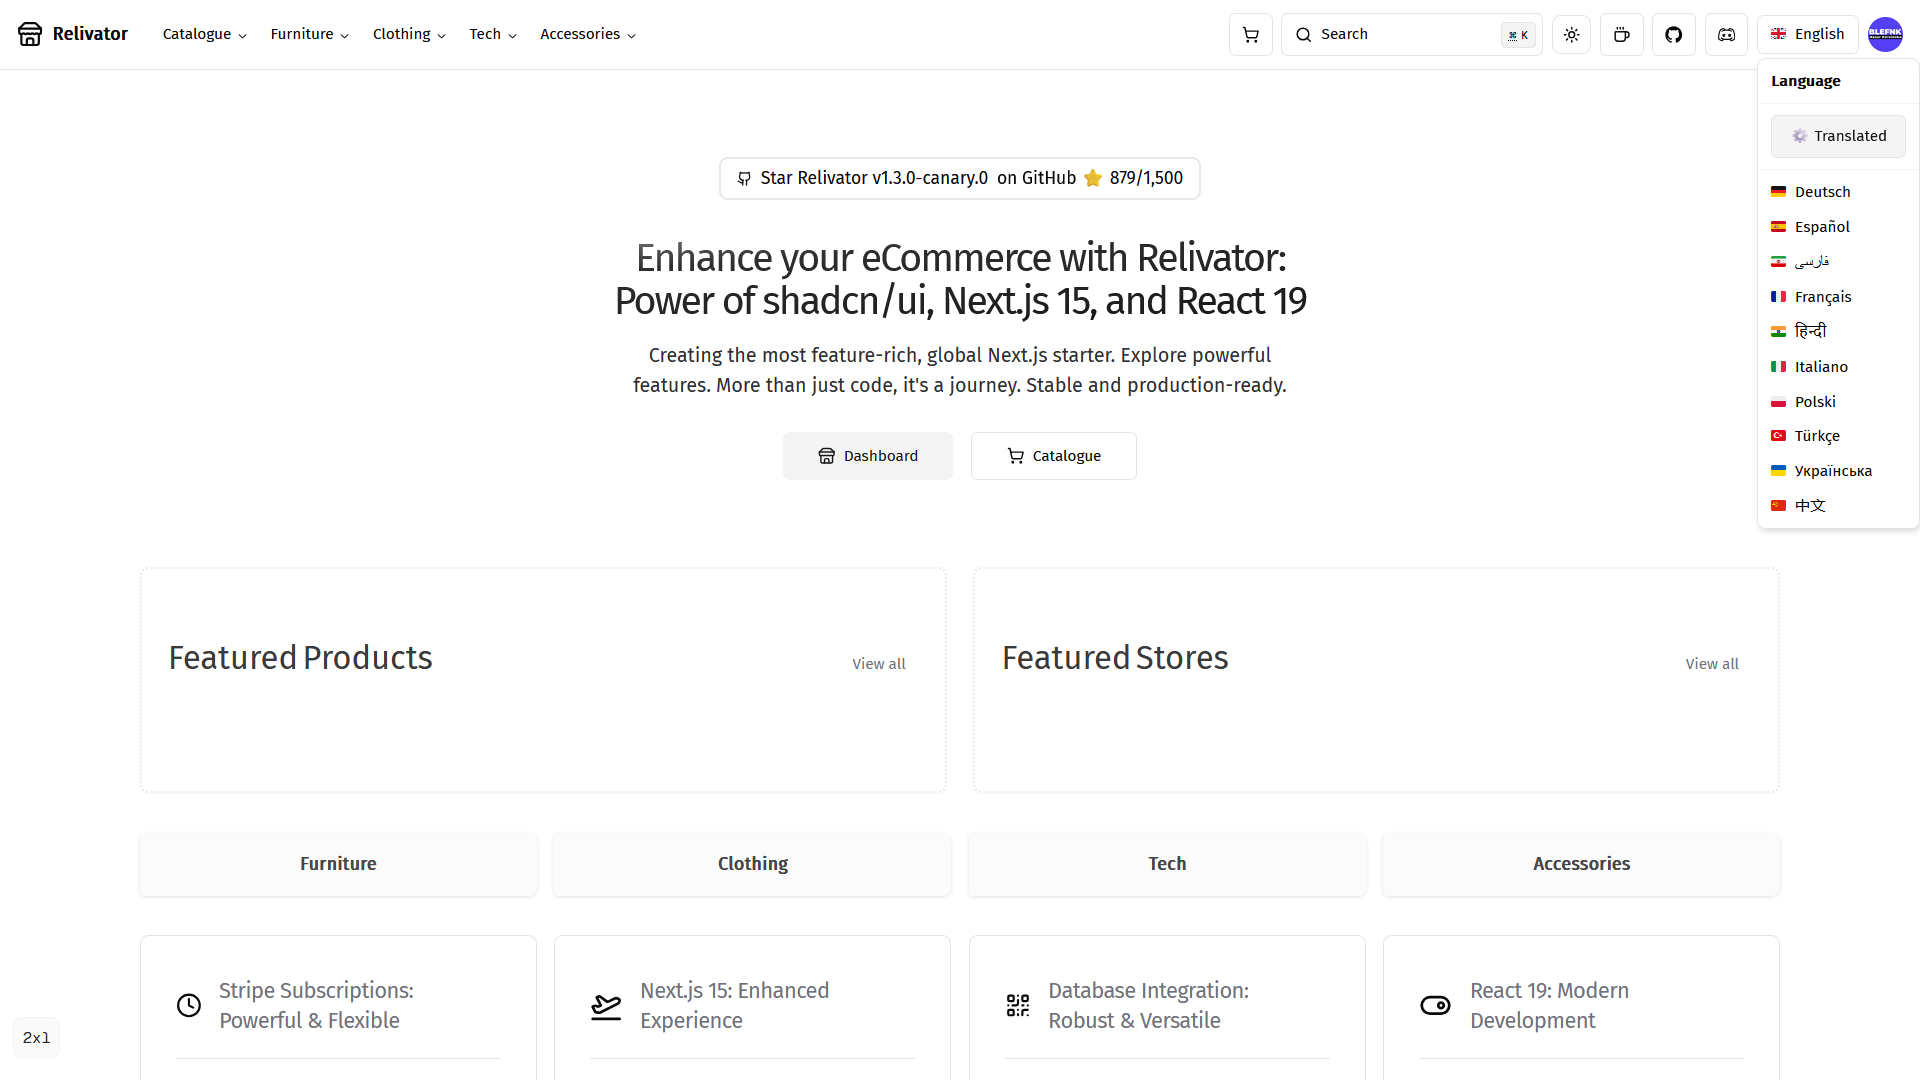 Relivator
Catalogue
Furniture
Clothing
Tech
Accessories
Search
⌘ K
English
BLEFNK
Language
Translated
Deutsch
Español
فارسی
Français
हिन्दी
Italiano
Polski
Türkçe
Українська
中文
Star Relivator v1.3.0-canary.0 on GitHub ⭐ 879/1,500
Enhance your eCommerce with Relivator:
Power of shadcn/ui, Next.js 15, and React 19
Creating the most feature-rich, global Next.js starter. Explore powerful
features. More than just code, it's a journey. Stable and production-ready.
Dashboard
Catalogue
Featured Products
View all
Featured Stores
View all
Furniture
Clothing
Tech
Accessories
Stripe Subscriptions:
Powerful & Flexible
Next.js 15: Enhanced
Experience
Database Integration:
Robust & Versatile
React 19: Modern
Development
2xl